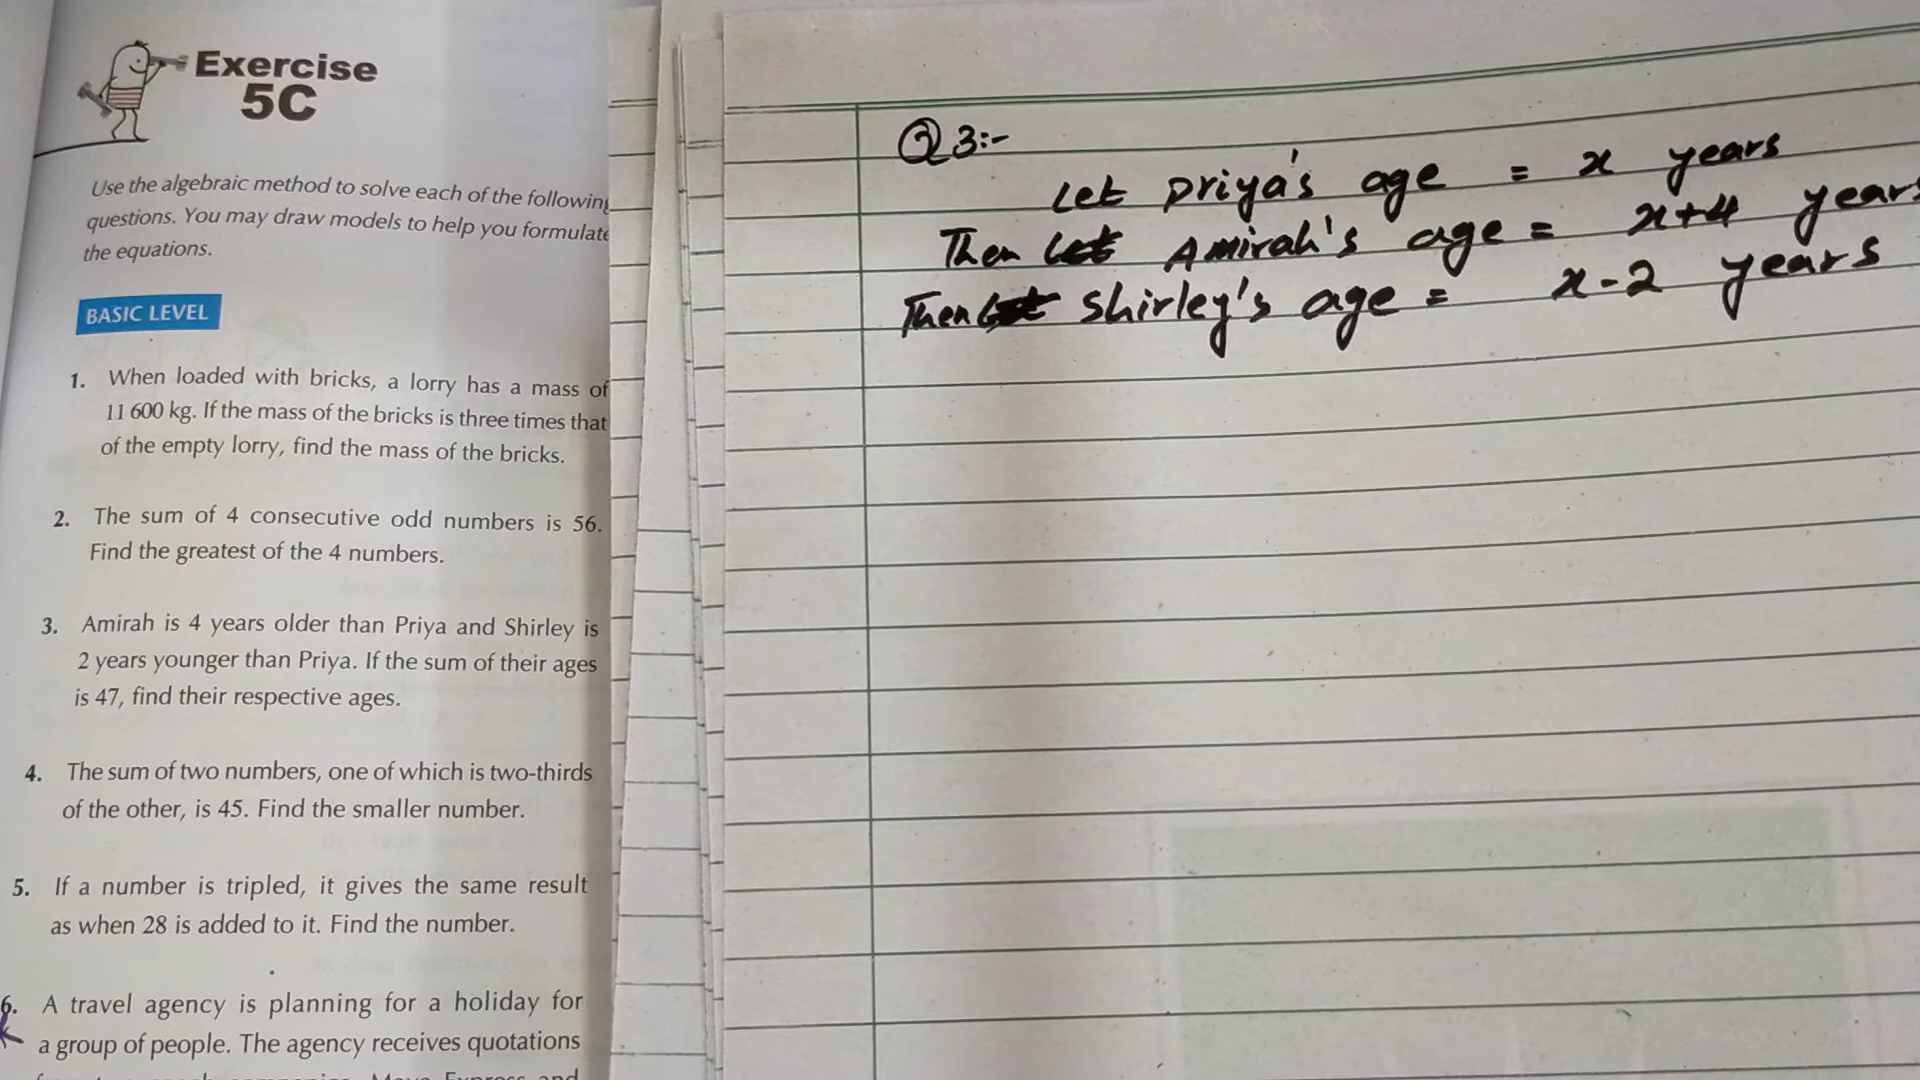 Exercise
5C
Use the algebraic method to solve each of the following
questions. You may draw models to help you formulate
the equations.
BASIC LEVEL
1. When loaded with bricks, a lorry has a mass of
11 600 kg. If the mass of the bricks is three times that
of the empty lorry, find the mass of the bricks.
2. The sum of 4 consecutive odd numbers is 56.
Find the greatest of the 4 numbers.
3. Amirah is 4 years older than Priya and Shirley is
2 years younger than Priya. If the sum of their ages
is 47, find their respective ages.
4. The sum of two numbers, one of which is two-thirds
of the other, is 45. Find the smaller number.
5. If a number is tripled, it gives the same result
as when 28 is added to it. Find the number.
6. A travel agency is planning for a holiday for
a group of people. The agency receives quotations
Q3:-
Let Priya's age = x years
Then Amirah's age = x+4 years
Then Shirley's age = x-2 years